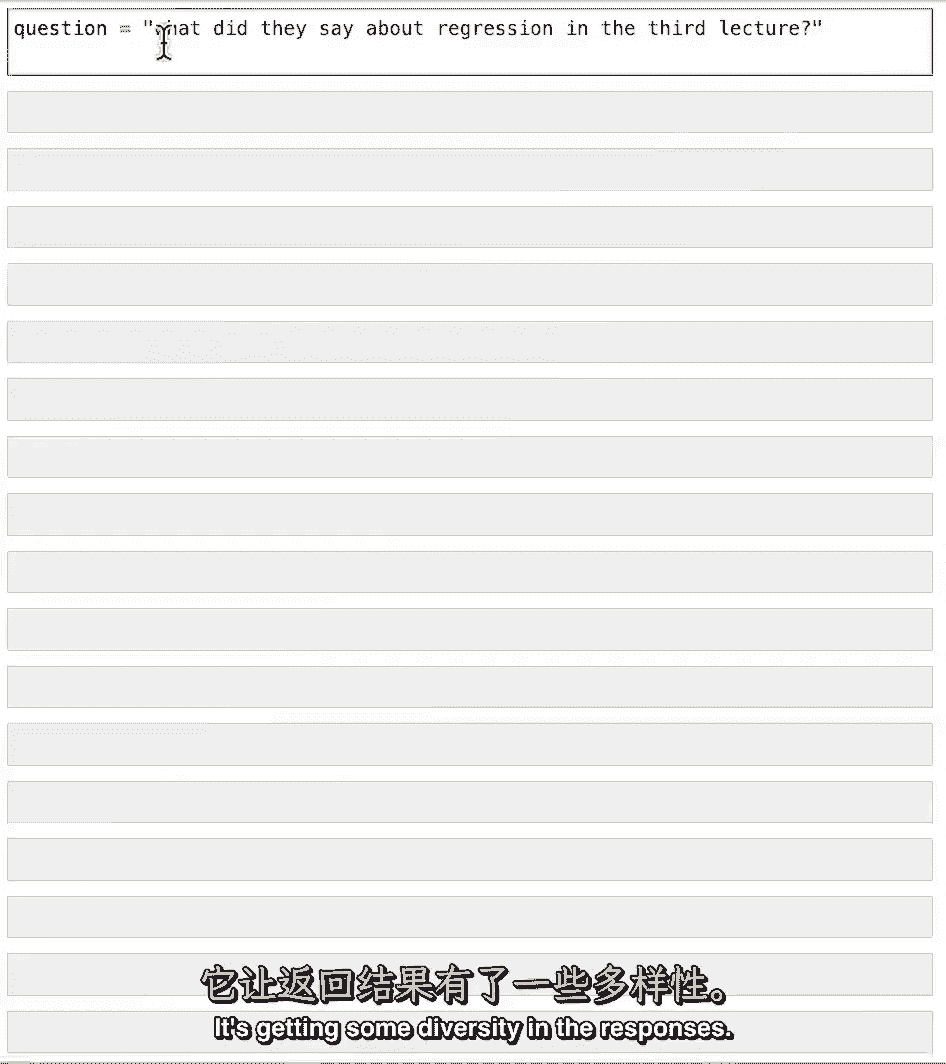 question = "what did they say about regression in the third lecture?"
它让返回结果有了一些多样性。
It's getting some diversity in the responses.